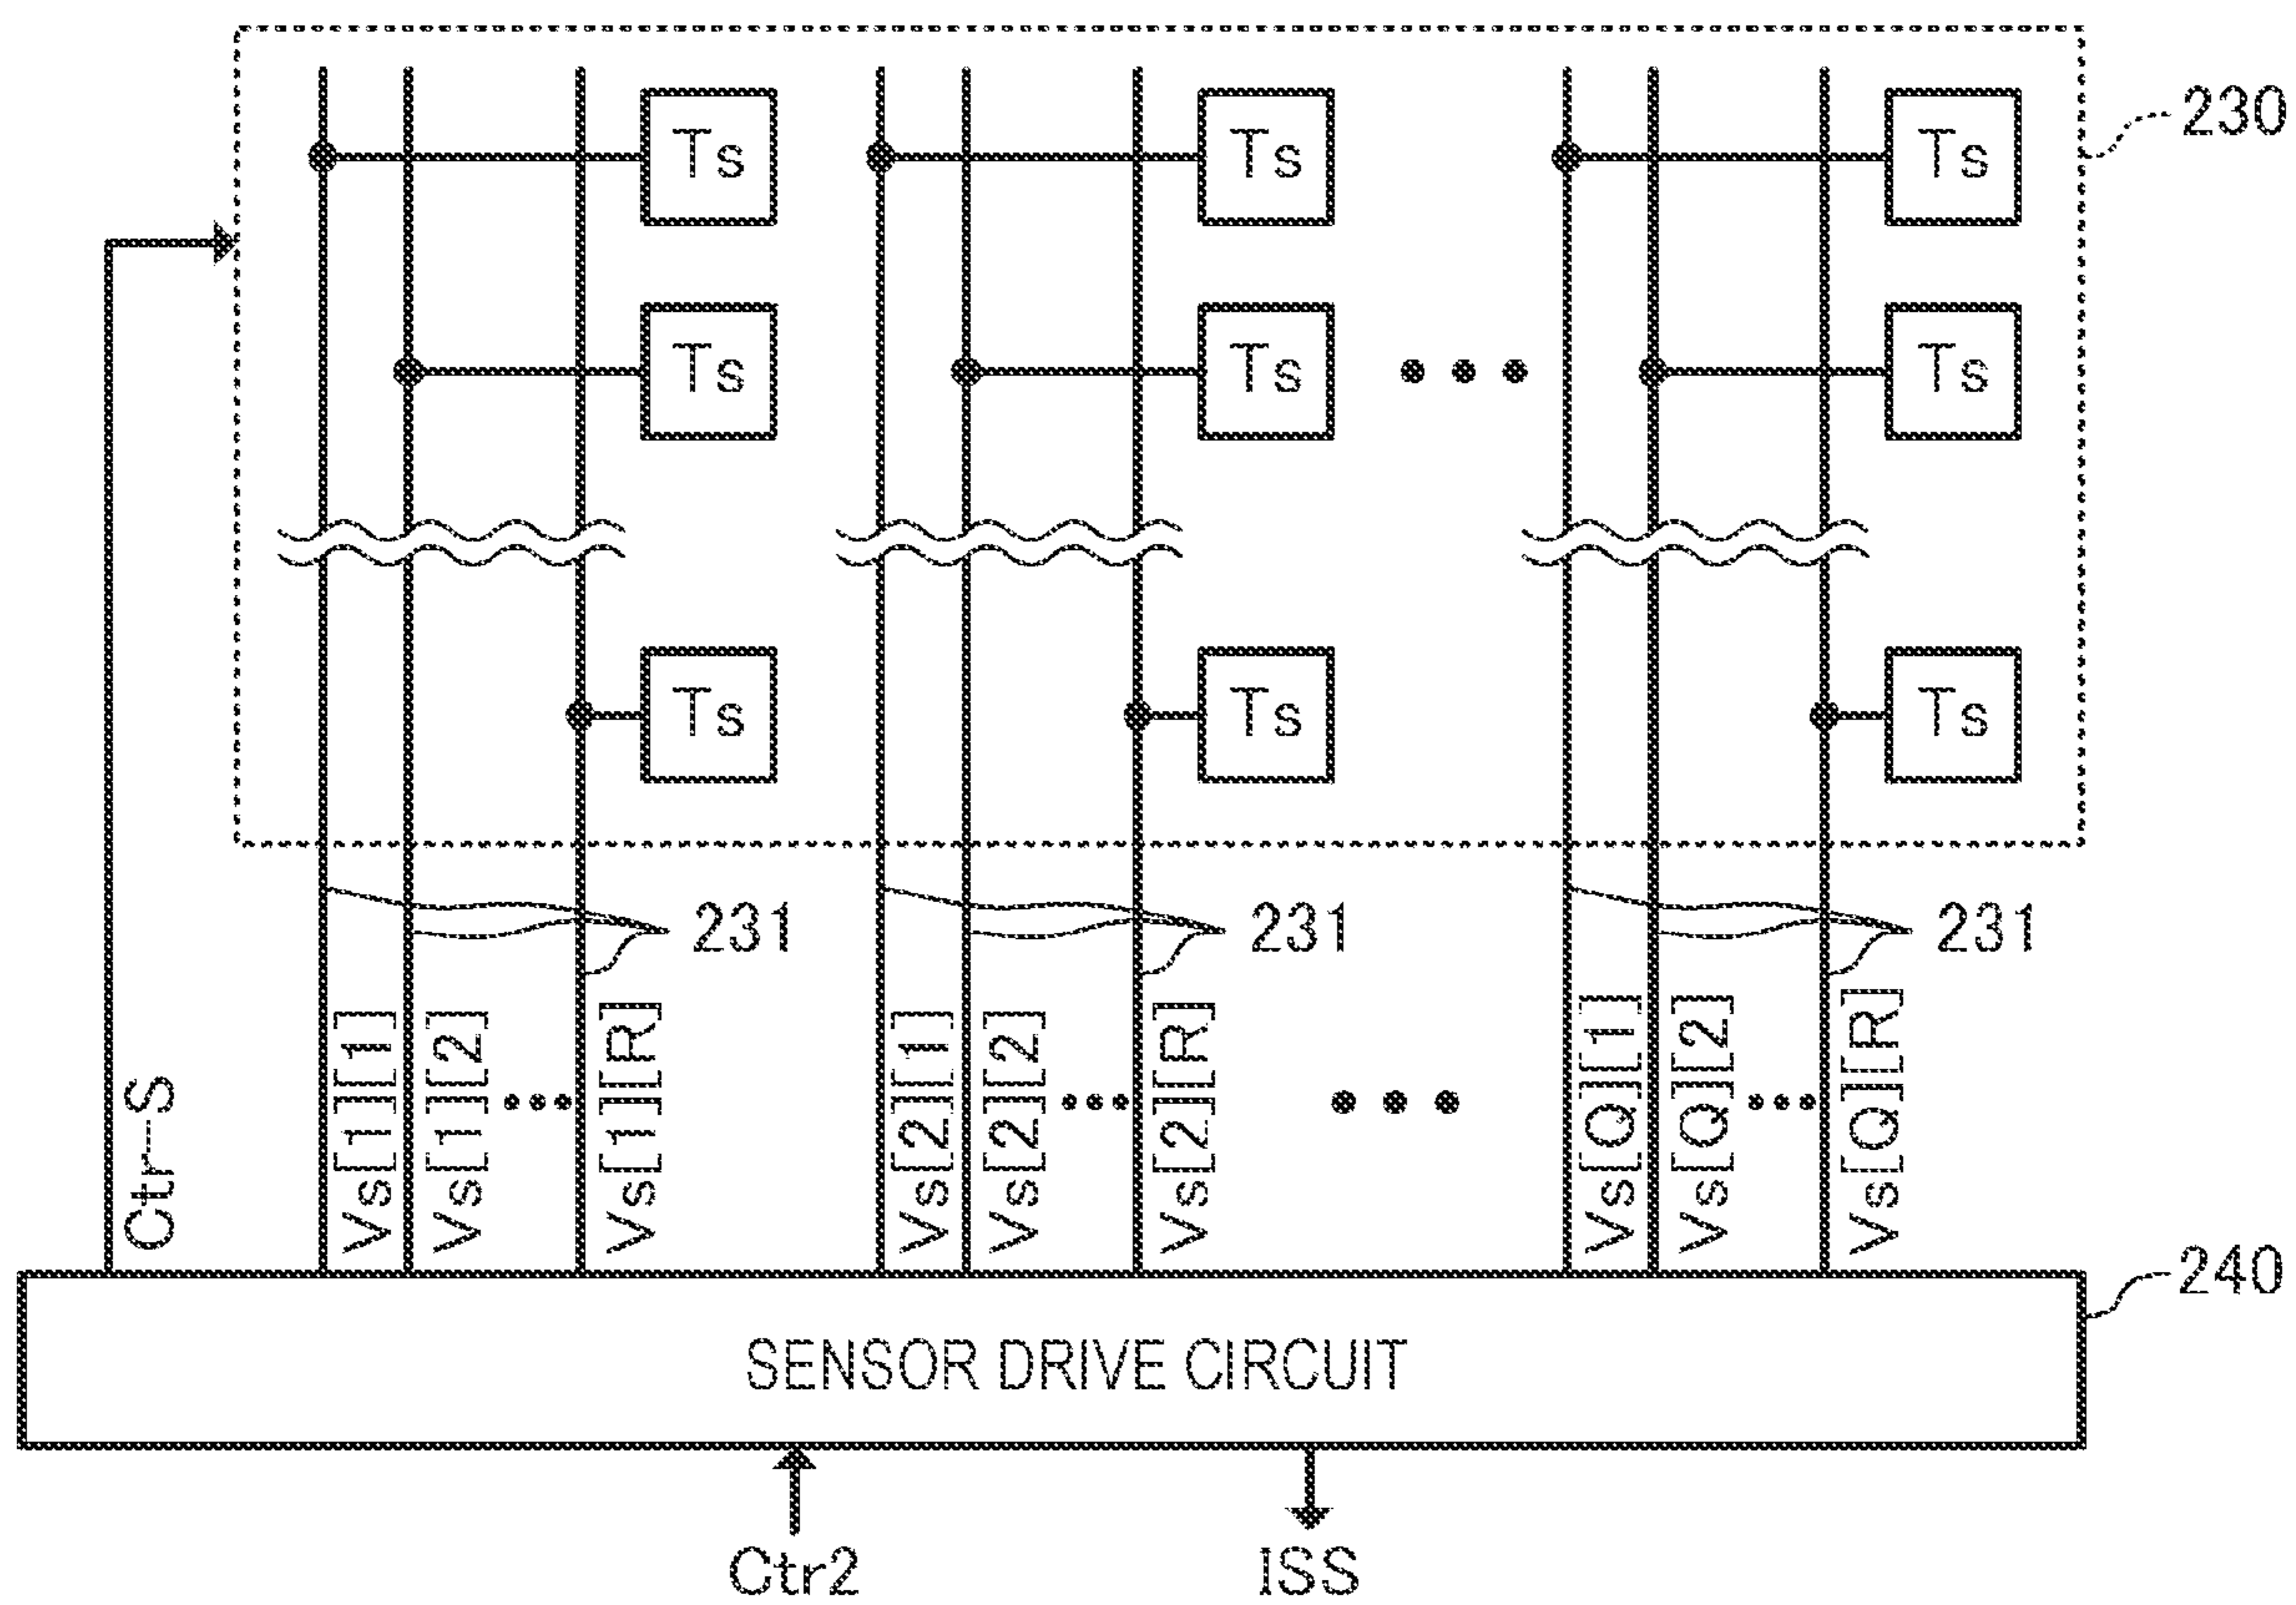 Ts Ts Ts
230
Ts Ts Ts
Ts Ts Ts
231 231 231
Ctr-S
Vs[1][1]
Vs[1][2]
Vs[1][R]
Vs[2][1]
Vs[2][2]
Vs[2][R]
Vs[Q][1]
Vs[Q][2]
Vs[Q][R]
240
SENSOR DRIVE CIRCUIT
Ctr2 ISS